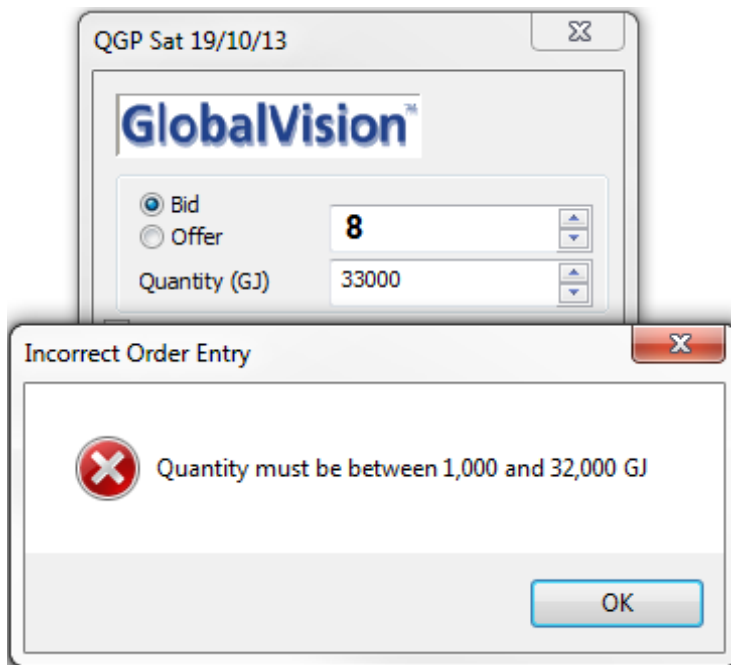 QGP Sat 19/10/13
GlobalVision™
Bid
Offer
8
Quantity (GJ)
33000
Incorrect Order Entry
Quantity must be between 1,000 and 32,000 GJ
OK